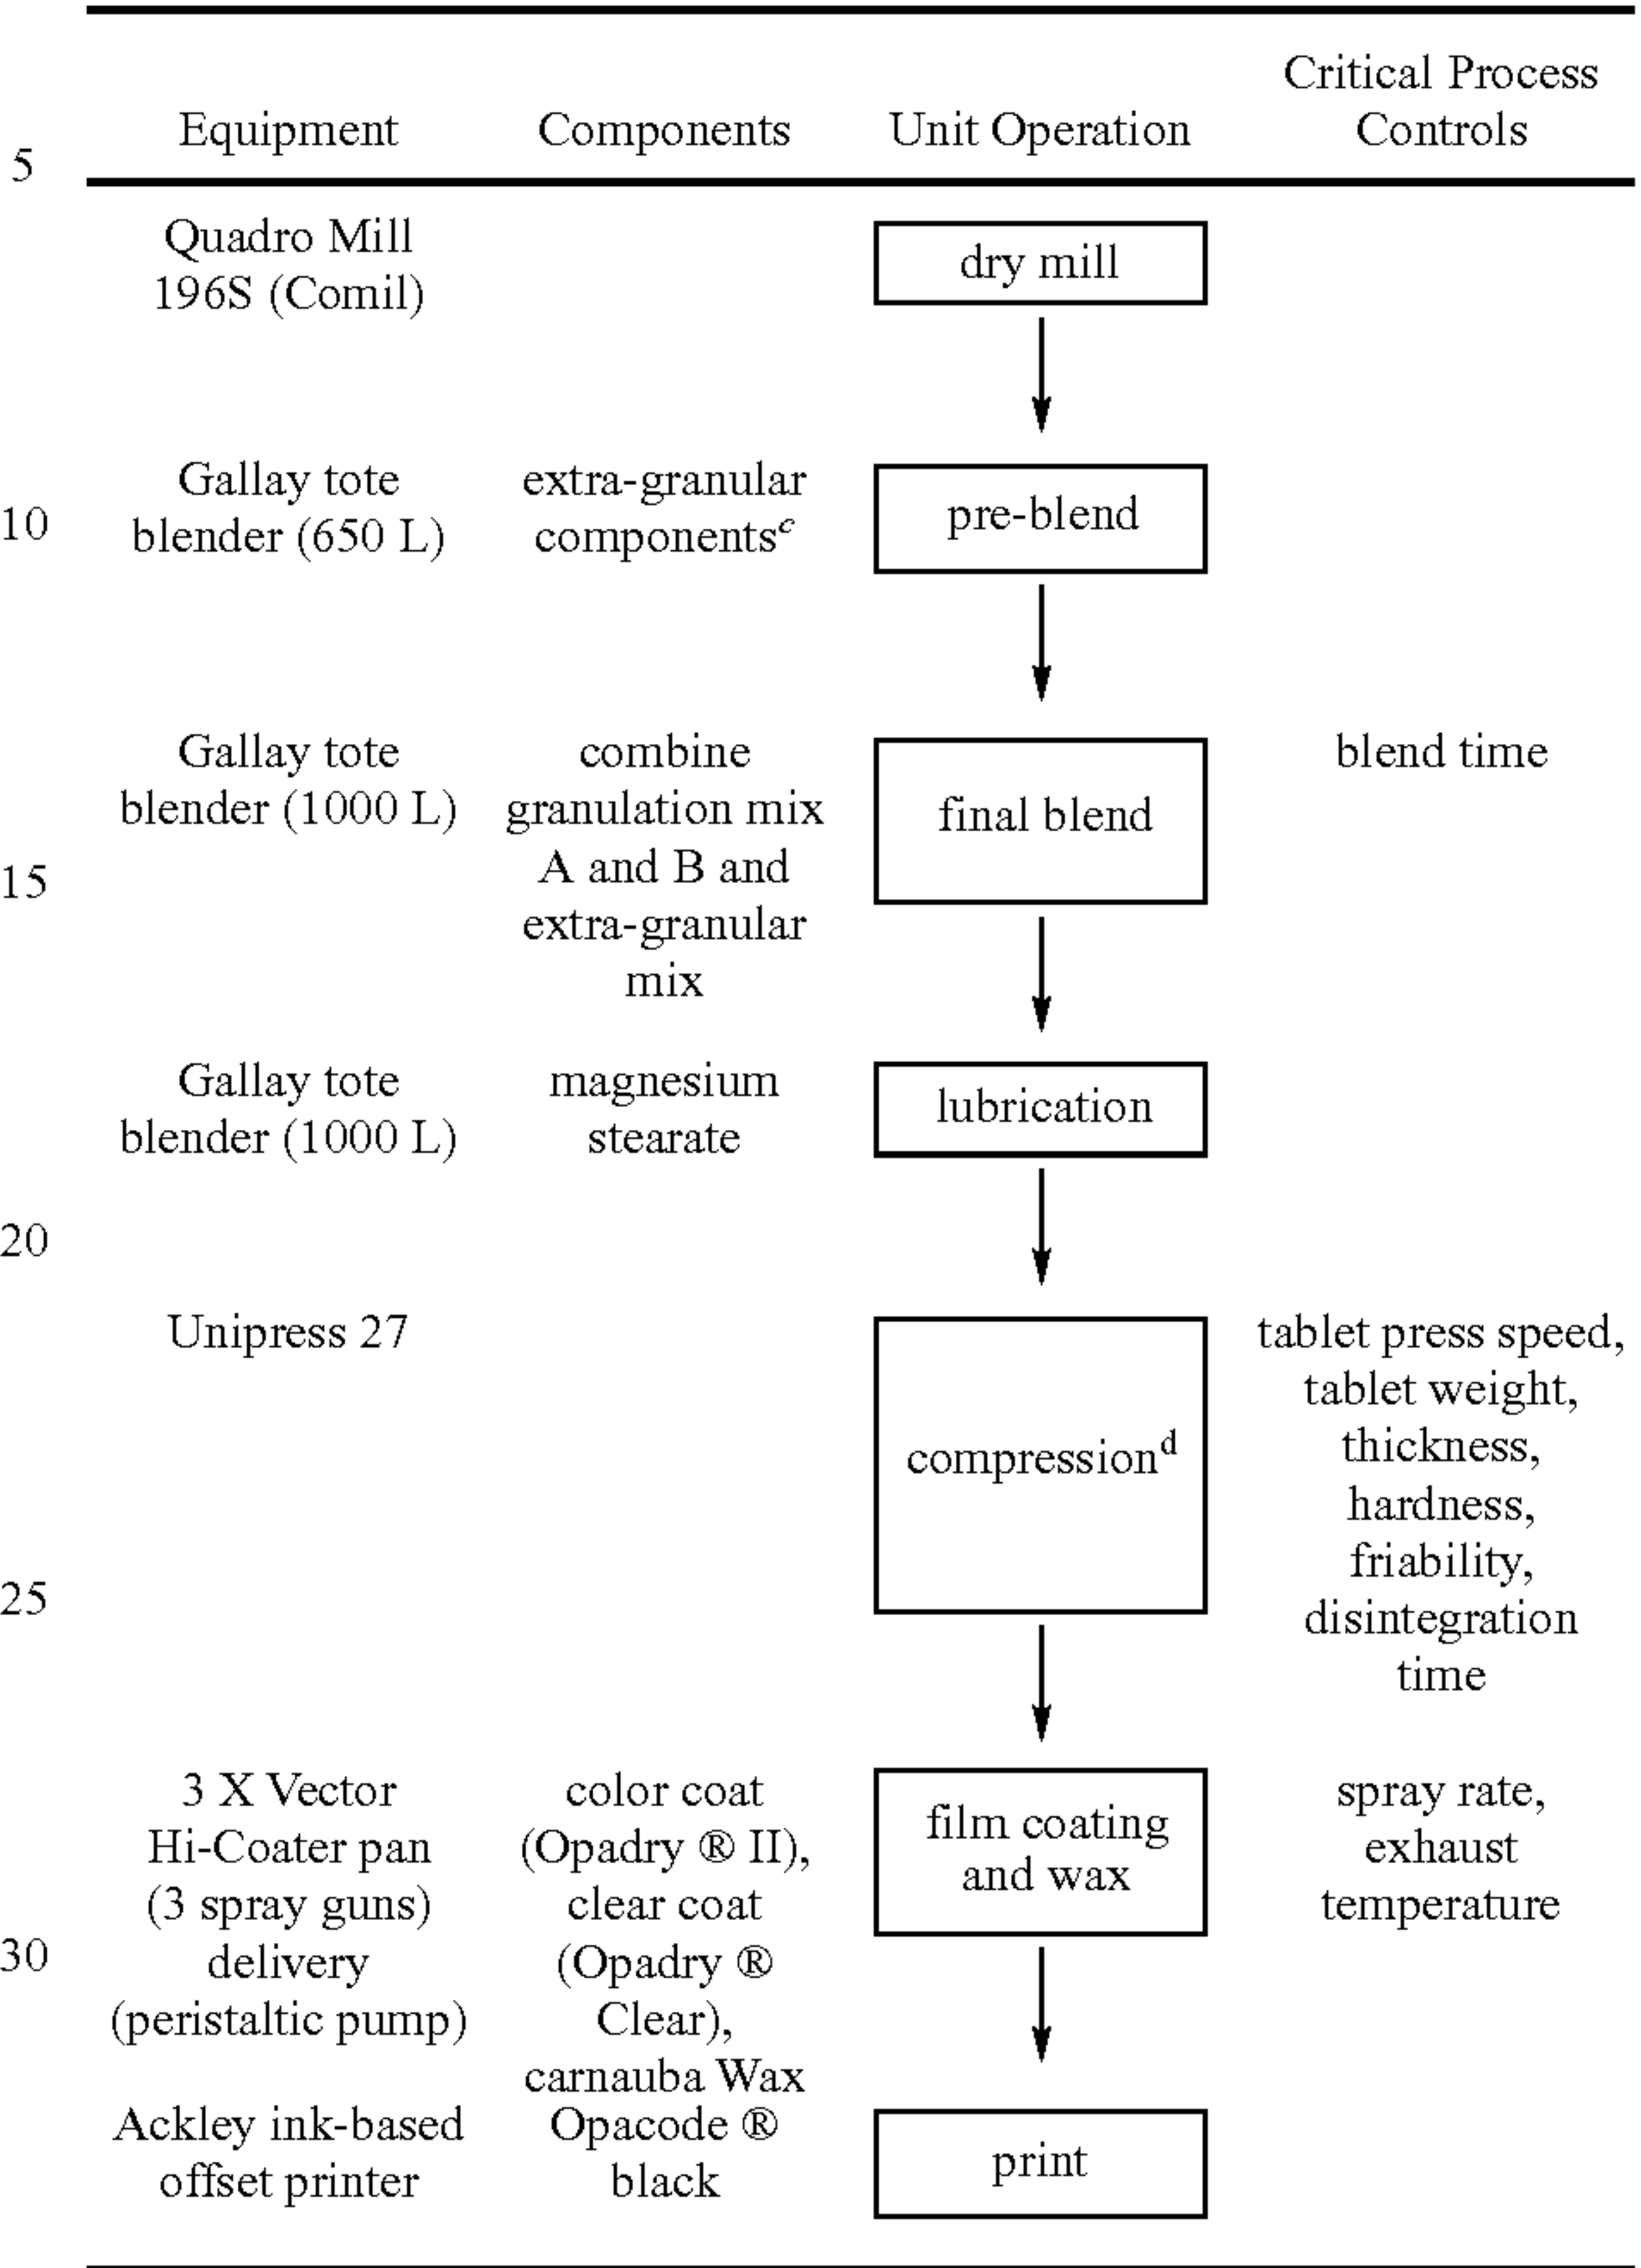 Critical Process
Equipment Components Unit Operation Controls
5
Quadro Mill dry mill
196S (Comil)
Gallay tote extra-granular pre-blend
10 blender (650 L) components^c
Gallay tote combine final blend blend time
blender (1000 L) granulation mix
15 A and B and
extra-granular
mix
Gallay tote magnesium lubrication
blender (1000 L) stearate
20
Unipress 27 compression^d tablet press speed,
tablet weight,
thickness,
hardness,
friability,
25 disintegration
time
3 X Vector color coat film coating spray rate,
Hi-Coater pan (Opadry ® II), and wax exhaust
(3 spray guns) clear coat temperature
30 delivery (Opadry ®
(peristaltic pump) Clear),
carnauba Wax
Ackley ink-based Opacode ® print
offset printer black